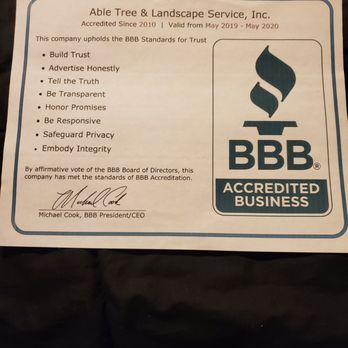 Able Tree & Landscape Service, Inc.
Accredited Since 2010 | Valid from May 2019 - May 2020
This company upholds the BBB Standards for Trust
• Build Trust
• Advertise Honestly
• Tell the Truth
• Be Transparent
• Honor Promises
• Be Responsive
• Safeguard Privacy
• Embody Integrity
By affirmative vote of the BBB Board of Directors, this
company has met the standards of BBB Accreditation.
Michael Cook
Michael Cook, BBB President/CEO
BBB®
ACCREDITED
BUSINESS